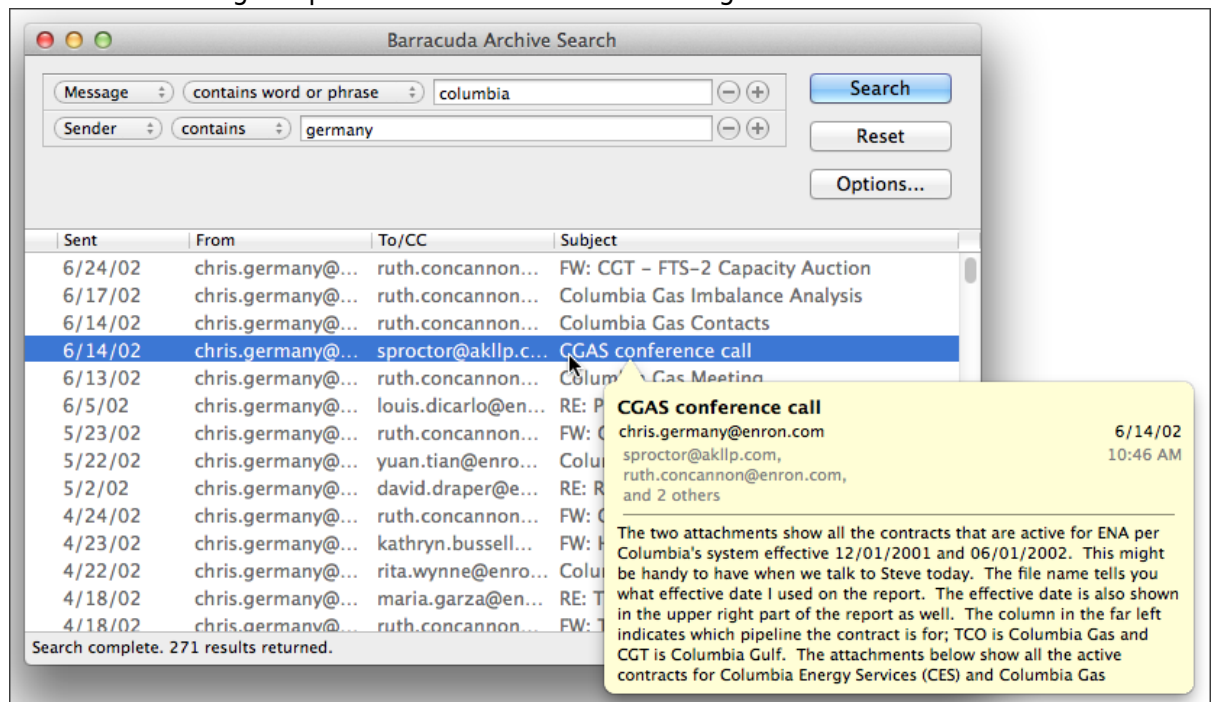 Barracuda Archive Search
Message contains word or phrase columbia Search
Sender contains germany Reset
Options...
Sent From To/CC Subject
6/24/02 chris.germany@... ruth.concannon... FW: CGT – FTS-2 Capacity Auction
6/17/02 chris.germany@... ruth.concannon... Columbia Gas Imbalance Analysis
6/14/02 chris.germany@... ruth.concannon... Columbia Gas Contacts
6/14/02 chris.germany@... sproctor@akllp.c... CGAS conference call
6/13/02 chris.germany@... ruth.concannon... Gas Meeting
6/5/02 chris.germany@... louis.dicarlo@en... RE:
5/23/02 chris.germany@... ruth.concannon... FW:
5/22/02 chris.germany@... yuan.tian@enro...
5/2/02 chris.germany@... david.draper@e... RE:
4/24/02 chris.germany@... ruth.concannon... FW:
4/23/02 chris.germany@... kathryn.bussell... FW:
4/22/02 chris.germany@... rita.wynne@enro...
4/18/02 chris.germany@... maria.garza@en... RE:
4/18/02 chris.germany@... ruth.concannon... FW:
Search complete. 271 results returned.
CGAS conference call
chris.germany@enron.com 6/14/02
sproctor@akllp.com, 10:46 AM
ruth.concannon@enron.com,
and 2 others
The two attachments show all the contracts that are active for ENA per
Columbia's system effective 12/01/2001 and 06/01/2002. This might
be handy to have when we talk to Steve today. The file name tells you
what effective date I used on the report. The effective date is also shown
in the upper right part of the report as well. The column in the far left
indicates which pipeline the contract is for; TCO is Columbia Gas and
CGT is Columbia Gulf. The attachments below show all the active
contracts for Columbia Energy Services (CES) and Columbia Gas